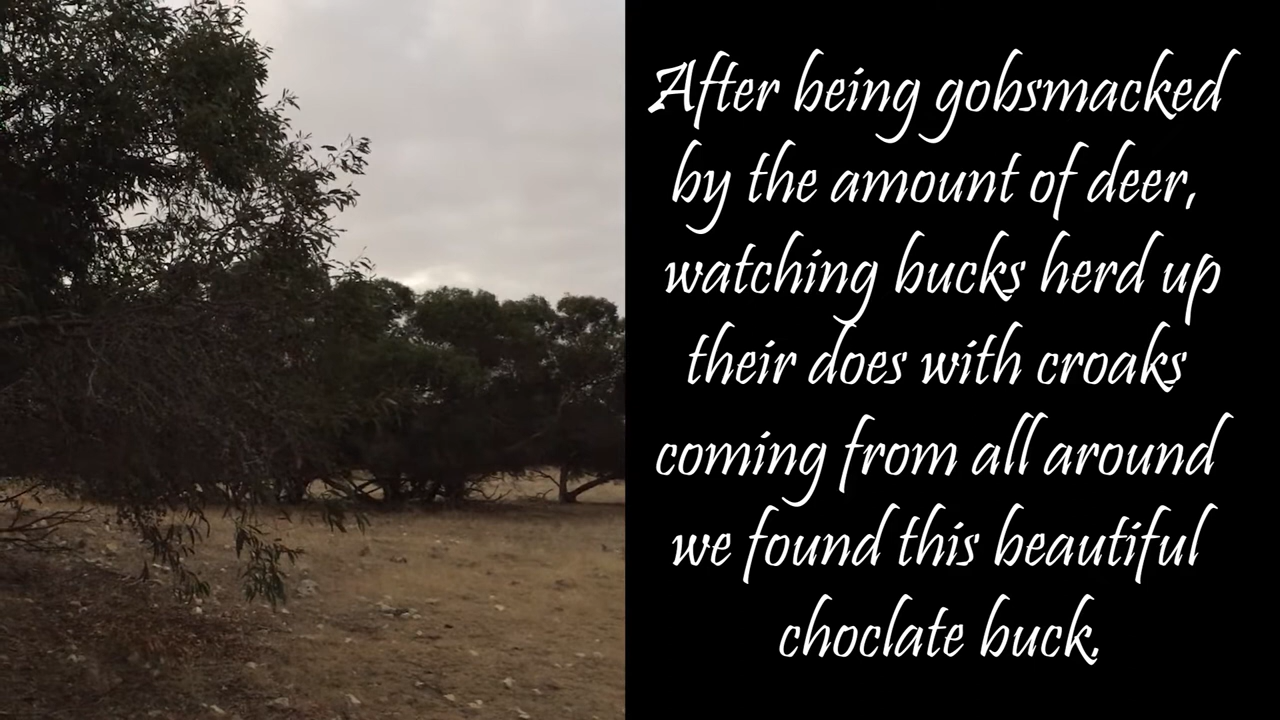 After being gobsmacked
by the amount of deer,
watching bucks herd up
their does with croaks
coming from all around
we found this beautiful
choclate buck.